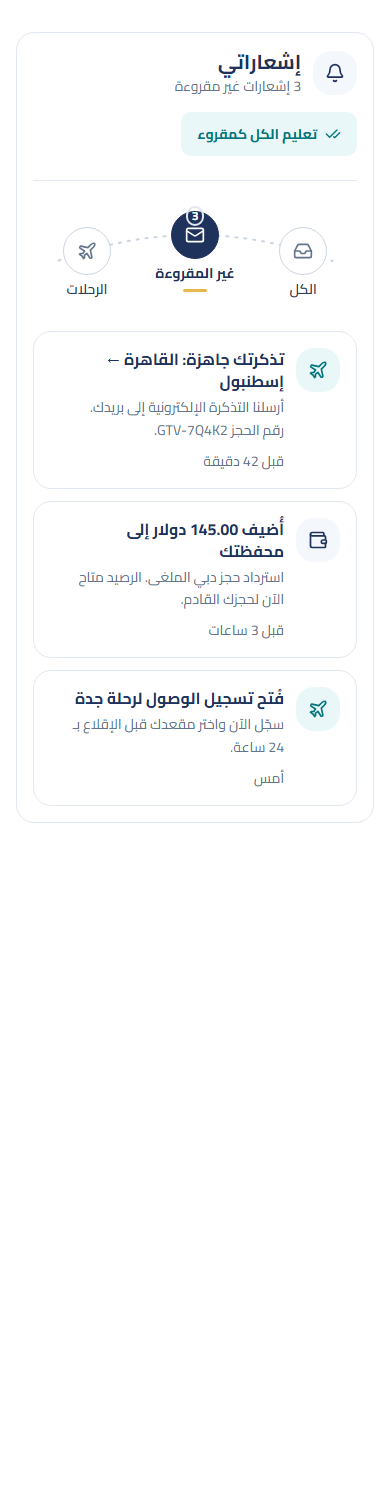 إشعاراتي
3 إشعارات غير مقروءة
تعليم الكل كمقروء
الكل
3
غير المقروءة
الرحلات
تذكرتك جاهزة: القاهرة ←
إسطنبول
أرسلنا التذكرة الإلكترونية إلى بريدك.
رقم الحجز GTV-7Q4K2.
قبل 42 دقيقة
أُضيف 145.00 دولار إلى
محفظتك
استرداد حجز دبي الملغى. الرصيد متاح
الآن لحجزك القادم.
قبل 3 ساعات
فُتح تسجيل الوصول لرحلة جدة
سجّل الآن واختر مقعدك قبل الإقلاع بـ
24 ساعة.
أمس